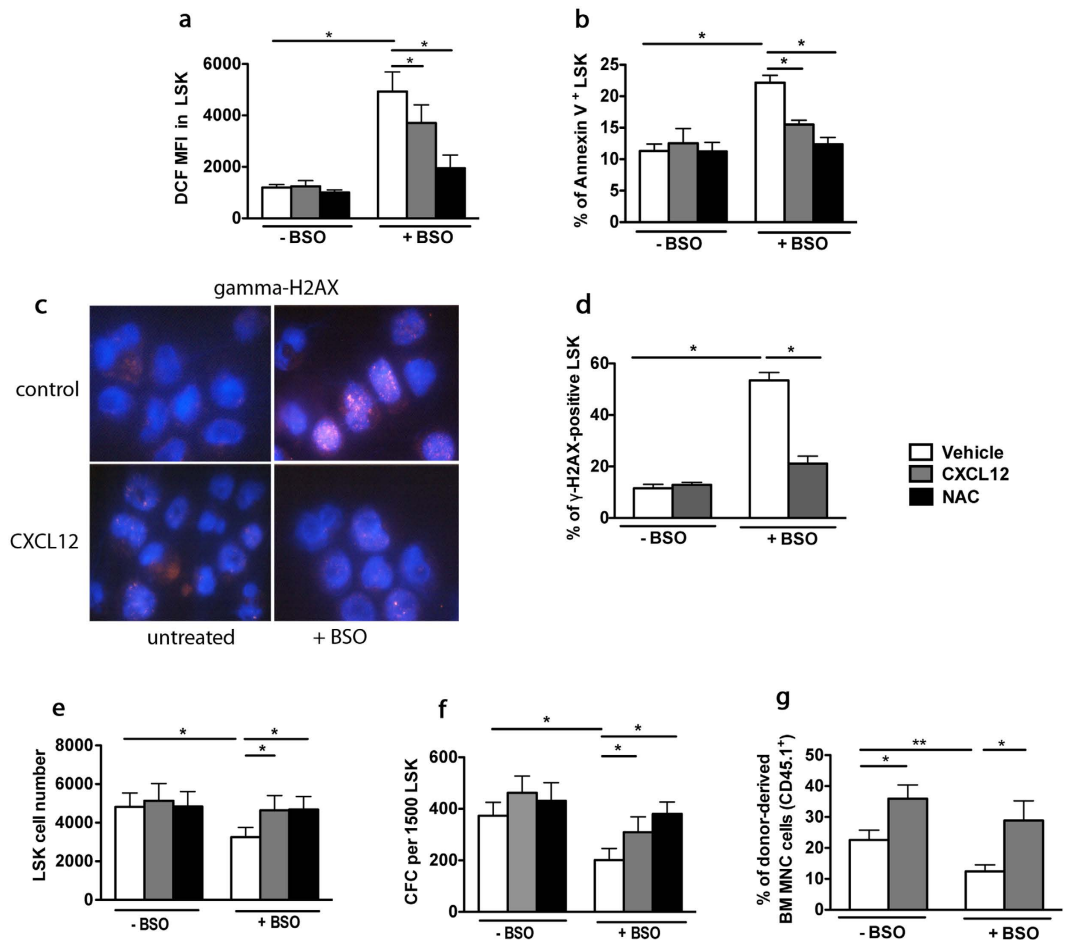 a
*
*
*
DCF MFI in LSK
6000
4000
2000
0
- BSO
+ BSO
b
*
*
*
% of Annexin V + LSK
25
20
15
10
5
0
- BSO
+ BSO
c
gamma-H2AX
control
CXCL12
untreated
+ BSO
d
*
*
% of γ-H2AX-positive LSK
60
40
20
0
- BSO
+ BSO
Vehicle
CXCL12
NAC
e
*
*
*
LSK cell number
8000
6000
4000
2000
0
- BSO
+ BSO
f
*
*
*
CFC per 1500 LSK
600
400
200
0
- BSO
+ BSO
g
**
*
*
% of donor-derived
BM MNC cells (CD45.1+)
50
40
30
20
10
0
- BSO
+ BSO